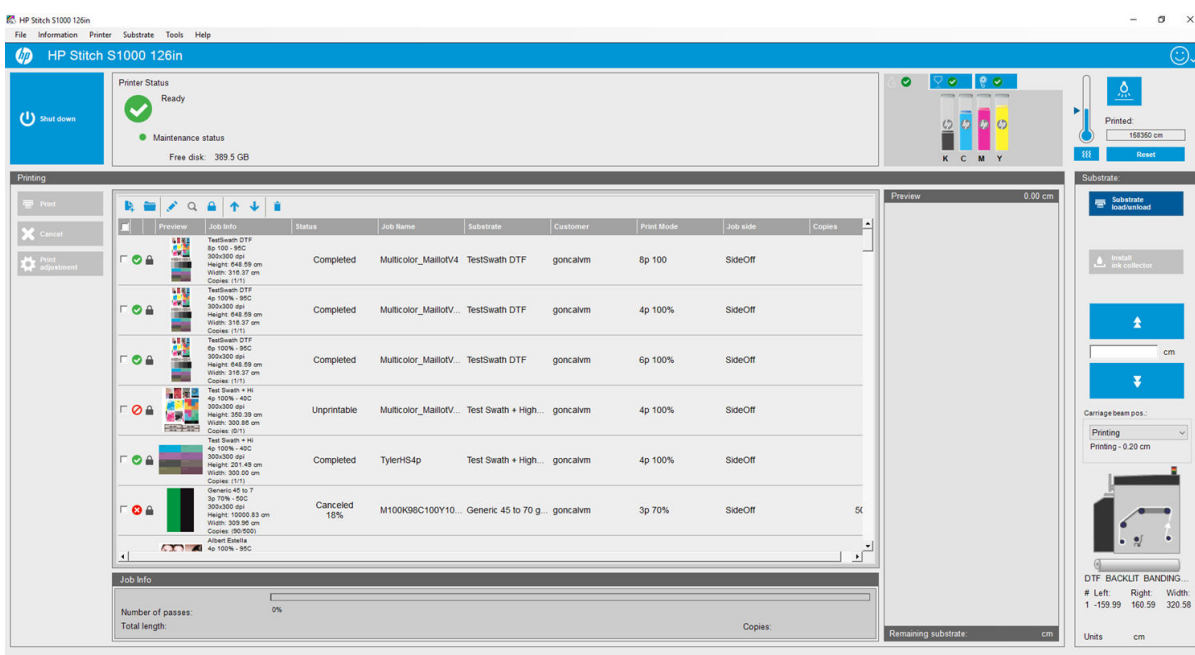 HP Stitch S1000 126in
File Information Printer Substrate Tools Help
hp HP Stitch S1000 126in
Shut down
Printer Status
Ready
Maintenance status
Free disk: 389.5 GB
K C M Y
Printed:
158350 cm
Reset
Printing
Print
Cancel
Print
adjustment
Preview Job Info Status Job Name Substrate Customer Print Mode Job side Copies
TestSwath DTF
8p 100 - 95C
300x300 dpi
Height: 648.59 cm
Width: 316.37 cm
Copies: (1/1)
Completed Multicolor_MaillotV4 TestSwath DTF goncalvm 8p 100 SideOff
TestSwath DTF
4p 100% - 95C
300x300 dpi
Height: 648.59 cm
Width: 316.37 cm
Copies: (1/1)
Completed Multicolor_MaillotV... TestSwath DTF goncalvm 4p 100% SideOff
TestSwath DTF
6p 100% - 95C
300x300 dpi
Height: 648.59 cm
Width: 316.37 cm
Copies: (1/1)
Completed Multicolor_MaillotV... TestSwath DTF goncalvm 6p 100% SideOff
Test Swath + Hi
4p 100% - 40C
300x300 dpi
Height: 350.39 cm
Width: 300.86 cm
Copies: (0/1)
Unprintable Multicolor_MaillotV... Test Swath + High... goncalvm 4p 100% SideOff
Test Swath + Hi
4p 100% - 40C
300x300 dpi
Height: 201.49 cm
Width: 300.00 cm
Copies: (1/1)
Completed TylerHS4p Test Swath + High... goncalvm 4p 100% SideOff
Generic 45 to 7
3p 70% - 50C
300x300 dpi
Height: 10000.83 cm
Width: 309.96 cm
Copies: (90/500)
Canceled
18%
M100K98C100Y10... Generic 45 to 70 g... goncalvm 3p 70% SideOff 50
Albert Estella
4p 100% - 95C
Job Info
0%
Number of passes:
Total length: Copies:
Preview 0.00 cm
Remaining substrate: cm
Substrate:
Substrate
load/unload
Install
ink collector
cm
Carriage beam pos.:
Printing
Printing - 0.20 cm
DTF BACKLIT BANDING...
# Left: Right: Width:
1 -159.99 160.59 320.58
Units cm